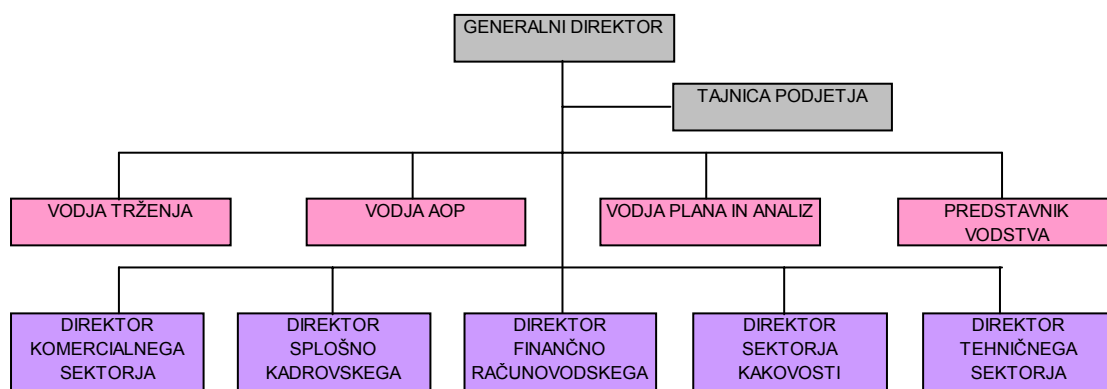 GENERALNI DIREKTOR
TAJNICA PODJETJA
VODJA TRŽENJA
VODJA AOP
VODJA PLANA IN ANALIZ
PREDSTAVNIK
VODSTVA
DIREKTOR
KOMERCIALNEGA
SEKTORJA
DIREKTOR
SPLOŠNO
KADROVSKEGA
DIREKTOR
FINANČNO
RAČUNOVODSKEGA
DIREKTOR
SEKTORJA
KAKOVOSTI
DIREKTOR
TEHNIČNEGA
SEKTORJA